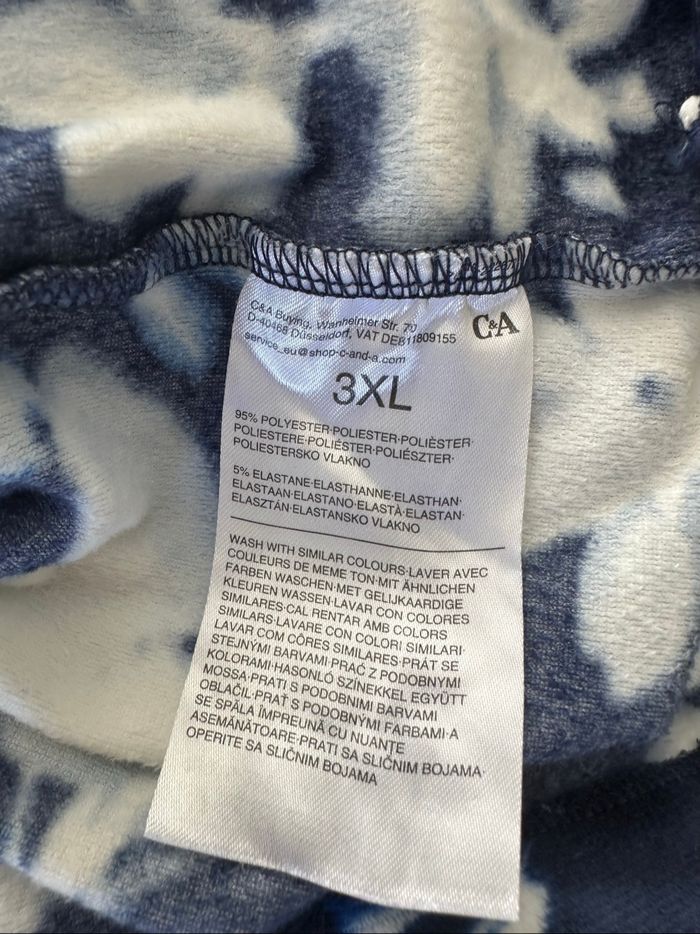 C&A Buying, Wanheimer Str. 70
D-40468 Düsseldorf, VAT DE811809155
service_eu@shop-c-and-a.com
C&A
3XL
95% POLYESTER·POLIESTER·POLIÈSTER·
POLIESTERE·POLIÉSTER·POLIÉSZTER·
POLIESTERSKO VLAKNO
5% ELASTANE·ELASTHANNE·ELASTHAN·
ELASTAAN·ELASTANO·ELASTÀ·ELASTAN·
ELASZTÁN·ELASTANSKO VLAKNO
WASH WITH SIMILAR COLOURS·LAVER AVEC
COULEURS DE MEME TON·MIT ÄHNLICHEN
FARBEN WASCHEN·MET GELIJKAARDIGE
KLEUREN WASSEN·LAVAR CON COLORES
SIMILARES·CAL RENTAR AMB COLORS
SIMILARS·LAVARE CON COLORI SIMILARI·
LAVAR COM CÔRES SIMILARES·PRÁT SE
STEJNÝMI BARVAMI·PRAĆ Z PODOBNYMI
KOLORAMI·HASONLÓ SZÍNEKKEL EGYÜTT
MOSSA·PRATI S PODOBNIMI BARVAMI
OBLAČIL·PRAŤ S PODOBNÝMI FARBAMI·A
SE SPĂLA ÎMPREUNĂ CU NUANŢE
ASEMĂNĂTOARE·PRATI SA SLIČNIM BOJAMA·
OPERITE SA SLIČNIM BOJAMA